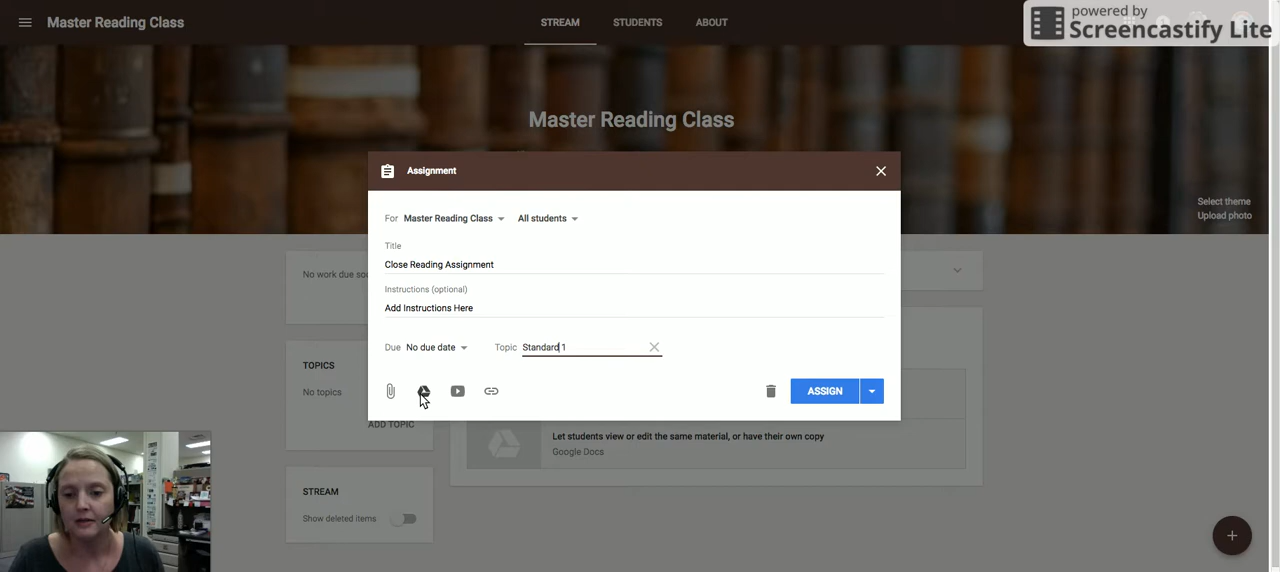 Master Reading Class
STREAM
STUDENTS
ABOUT
powered by
Screencastify Lite
Master Reading Class
Select theme
Upload photo
Assignment
For Master Reading Class All students
Title
Close Reading Assignment
Instructions (optional)
Add Instructions Here
Due No due date Topic Standard 1
ASSIGN
No work due so
TOPICS
No topics
ADD TOPIC
Let students view or edit the same material, or have their own copy
Google Docs
STREAM
Show deleted items